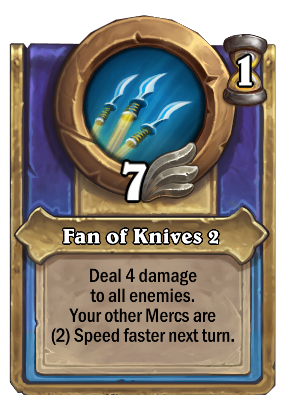 1
7
Fan of Knives 2
Deal 4 damage
to all enemies.
Your other Mercs are
(2) Speed faster next turn.